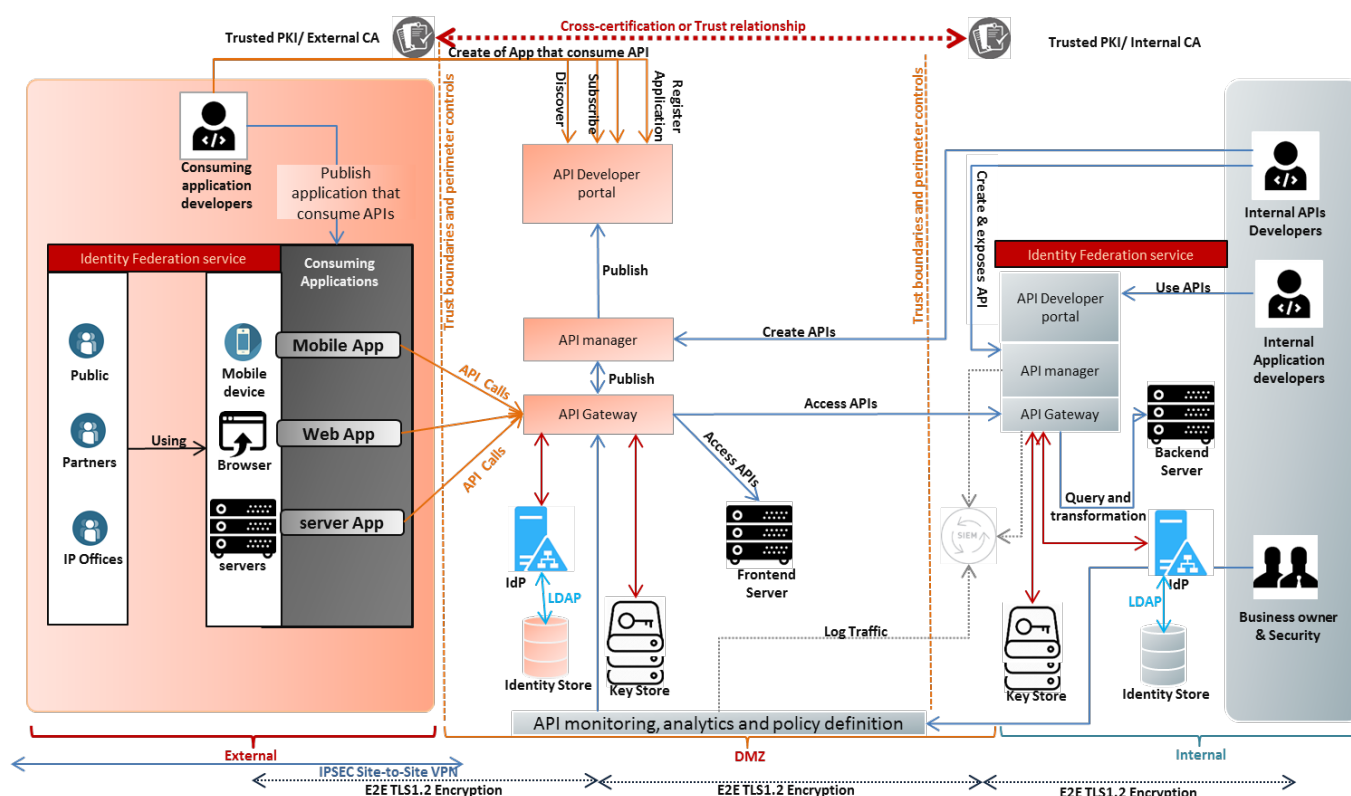 Cross-certification or Trust relationship
Trusted PKI/ External CA
Trusted PKI/ Internal CA
Create of App that consume API
Discover
Subscribe
Register
Application
Trust boundaries and perimeter controls
Trust boundaries and perimeter controls
Consuming
application
developers
Publish
application that
consume APIs
Identity Federation service
Consuming
Applications
Public
Partners
IP Offices
Using
Mobile
device
Browser
servers
Mobile App
Web App
server App
API Calls
API Calls
API Developer
portal
Publish
API manager
Publish
API Gateway
Create APIs
Access APIs
Access APIs
IdP
LDAP
Identity Store
Key Store
Frontend
Server
Log Traffic
SIEM
API monitoring, analytics and policy definition
Create & exposes API
Identity Federation service
API Developer
portal
API manager
API Gateway
Use APIs
Internal APIs
Developers
Internal
Application
developers
Backend
Server
Query and
transformation
IdP
LDAP
Key Store
Identity Store
Business owner
& Security
External
DMZ
Internal
IPSEC Site-to-Site VPN
E2E TLS1.2 Encryption
E2E TLS1.2 Encryption
E2E TLS1.2 Encryption